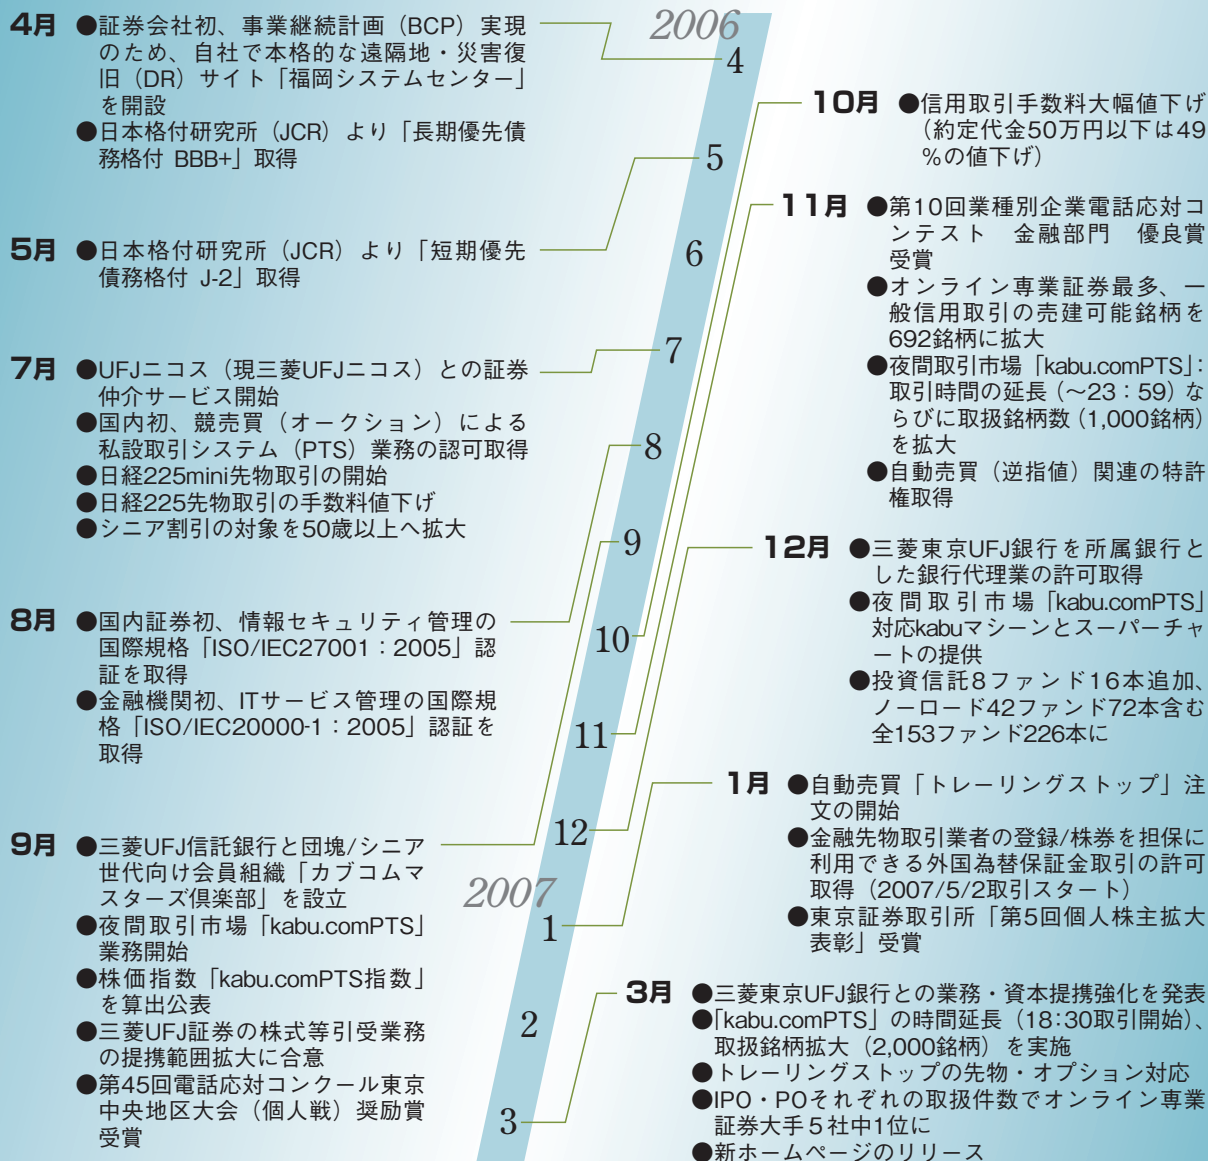 4月 ●証券会社初、事業継続計画（BCP）実現
のため、自社で本格的な遠隔地・災害復
旧（DR）サイト「福岡システムセンター」
を開設
●日本格付研究所（JCR）より「長期優先債
務格付 BBB+」取得
5月 ●日本格付研究所（JCR）より「短期優先
債務格付 J-2」取得
7月 ●UFJニコス（現三菱UFJニコス）との証券
仲介サービス開始
●国内初、競売買（オークション）による
私設取引システム（PTS）業務の認可取得
●日経225mini先物取引の開始
●日経225先物取引の手数料値下げ
●シニア割引の対象を50歳以上へ拡大
8月 ●国内証券初、情報セキュリティ管理の
国際規格「ISO/IEC27001：2005」認
証を取得
●金融機関初、ITサービス管理の国際規
格「ISO/IEC20000-1：2005」認証を
取得
9月 ●三菱UFJ信託銀行と団塊/シニア
世代向け会員組織「カブコムマ
スターズ倶楽部」を設立
●夜間取引市場「kabu.comPTS」
業務開始
●株価指数「kabu.comPTS指数」
を算出公表
●三菱UFJ証券の株式等引受業務
の提携範囲拡大に合意
●第45回電話応対コンクール東京
中央地区大会（個人戦）奨励賞
受賞
2006
4
5
6
7
8
9
10
11
12
2007
1
2
3
10月 ●信用取引手数料大幅値下げ
（約定代金50万円以下は49
％の値下げ）
11月 ●第10回業種別企業電話応対コ
ンテスト　金融部門　優良賞
受賞
●オンライン専業証券最多、一
般信用取引の売建可能銘柄を
692銘柄に拡大
●夜間取引市場「kabu.comPTS」：
取引時間の延長（～23：59）な
らびに取扱銘柄数（1,000銘柄）
を拡大
●自動売買（逆指値）関連の特許
権取得
12月 ●三菱東京UFJ銀行を所属銀行と
した銀行代理業の許可取得
●夜間取引市場「kabu.comPTS」
対応kabuマシーンとスーパーチャ
ートの提供
●投資信託8ファンド16本追加、
ノーロード42ファンド72本含む
全153ファンド226本に
1月 ●自動売買「トレーリングストップ」注
文の開始
●金融先物取引業者の登録/株券を担保に
利用できる外国為替保証金取引の許可
取得（2007/5/2取引スタート）
●東京証券取引所「第5回個人株主拡大
表彰」受賞
3月 ●三菱東京UFJ銀行との業務・資本提携強化を発表
●「kabu.comPTS」の時間延長（18：30取引開始）、
取扱銘柄拡大（2,000銘柄）を実施
●トレーリングストップの先物・オプション対応
●IPO・POそれぞれの取扱件数でオンライン専業
証券大手５社中1位に
●新ホームページのリリース